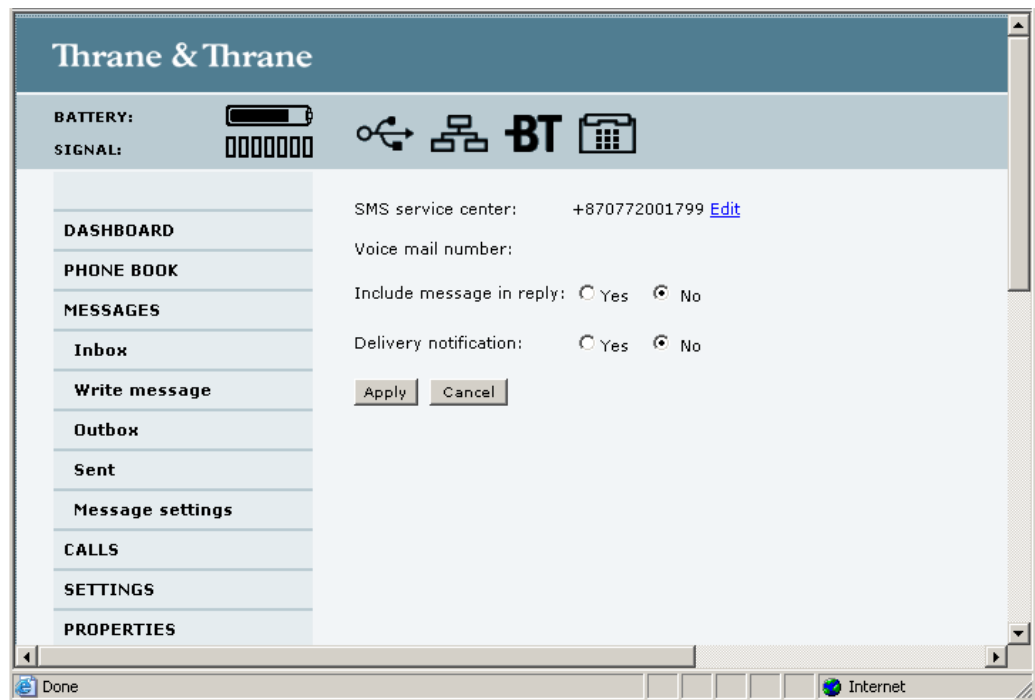 Thrane & Thrane
BATTERY:
SIGNAL:
BT
DASHBOARD
PHONE BOOK
MESSAGES
Inbox
Write message
Outbox
Sent
Message settings
CALLS
SETTINGS
PROPERTIES
SMS service center: +870772001799 Edit
Voice mail number:
Include message in reply: Yes No
Delivery notification: Yes No
Apply Cancel
Done Internet